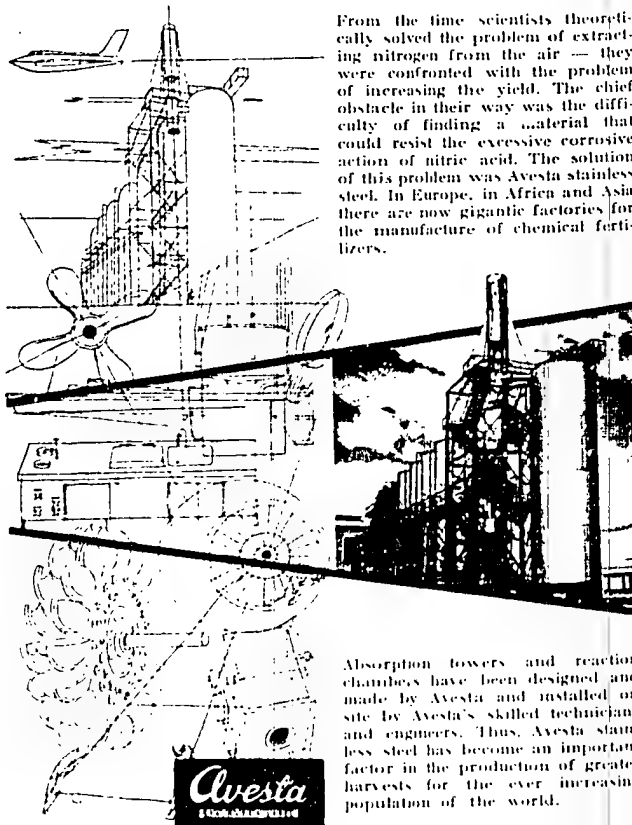 From the time scientists theoreti-
cally solved the problem of extract-
ing nitrogen from the air — they
were confronted with the problem
of increasing the yield. The chief
obstacle in their way was the diffi-
culty of finding a material that
could resist the excessive corrosive
action of nitric acid. The solution
of this problem was Avesta stainless
steel. In Europe, in Africa and Asia
there are now gigantic factories for
the manufacture of chemical ferti-
lizers.
Absorption towers and reaction
chambers have been designed and
made by Avesta and installed on
site by Avesta's skilled technician
and engineers. Thus, Avesta stain
less steel has become an importan
factor in the production of greate
harvests for the ever increasin
population of the world.
Avesta